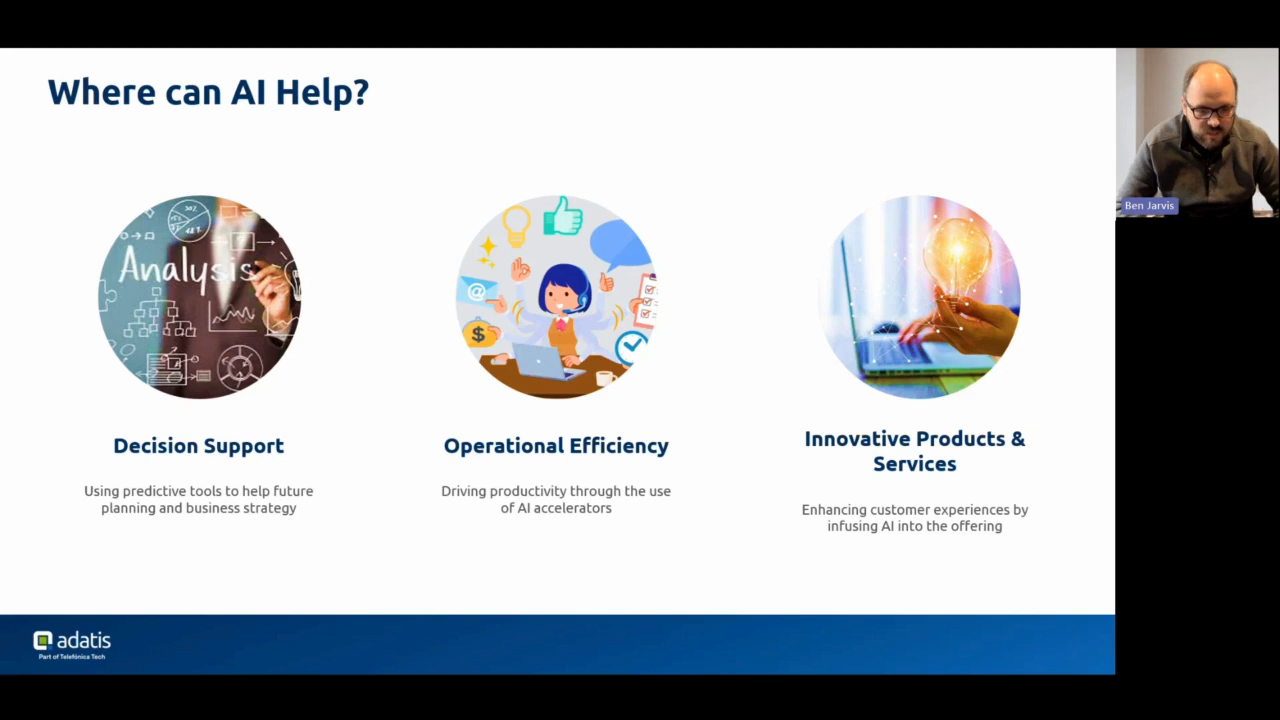 Where can AI Help?
Ben Jarvis
30%
15%
Analysis
@
$
Decision Support
Using predictive tools to help future
planning and business strategy
Operational Efficiency
Driving productivity through the use
of AI accelerators
Innovative Products &
Services
Enhancing customer experiences by
infusing AI into the offering
adatis
Part of Telefónica Tech